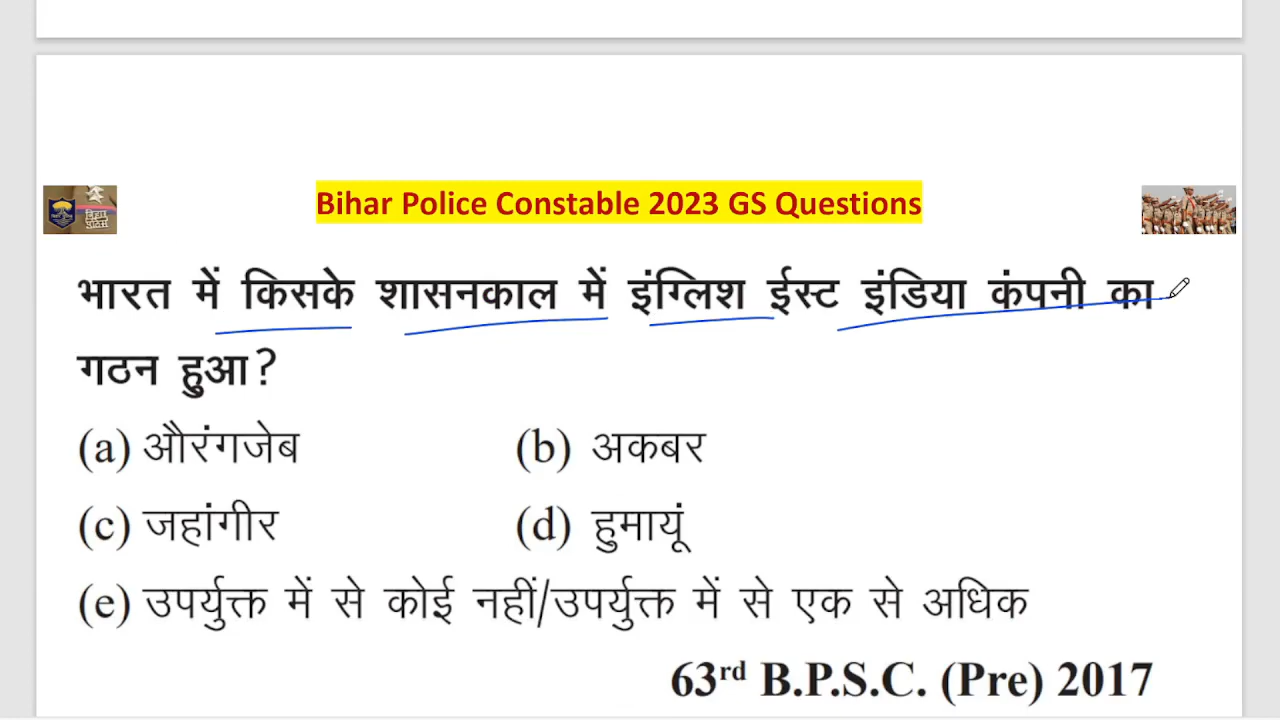 Bihar Police Constable 2023 GS Questions
बिहार
भारत में किसके शासनकाल में इंग्लिश ईस्ट इंडिया कंपनी का
गठन हुआ?
(a) औरंगजेब (b) अकबर
(c) जहांगीर (d) हुमायूं
(e) उपर्युक्त में से कोई नहीं/उपर्युक्त में से एक से अधिक
63rd B.P.S.C. (Pre) 2017